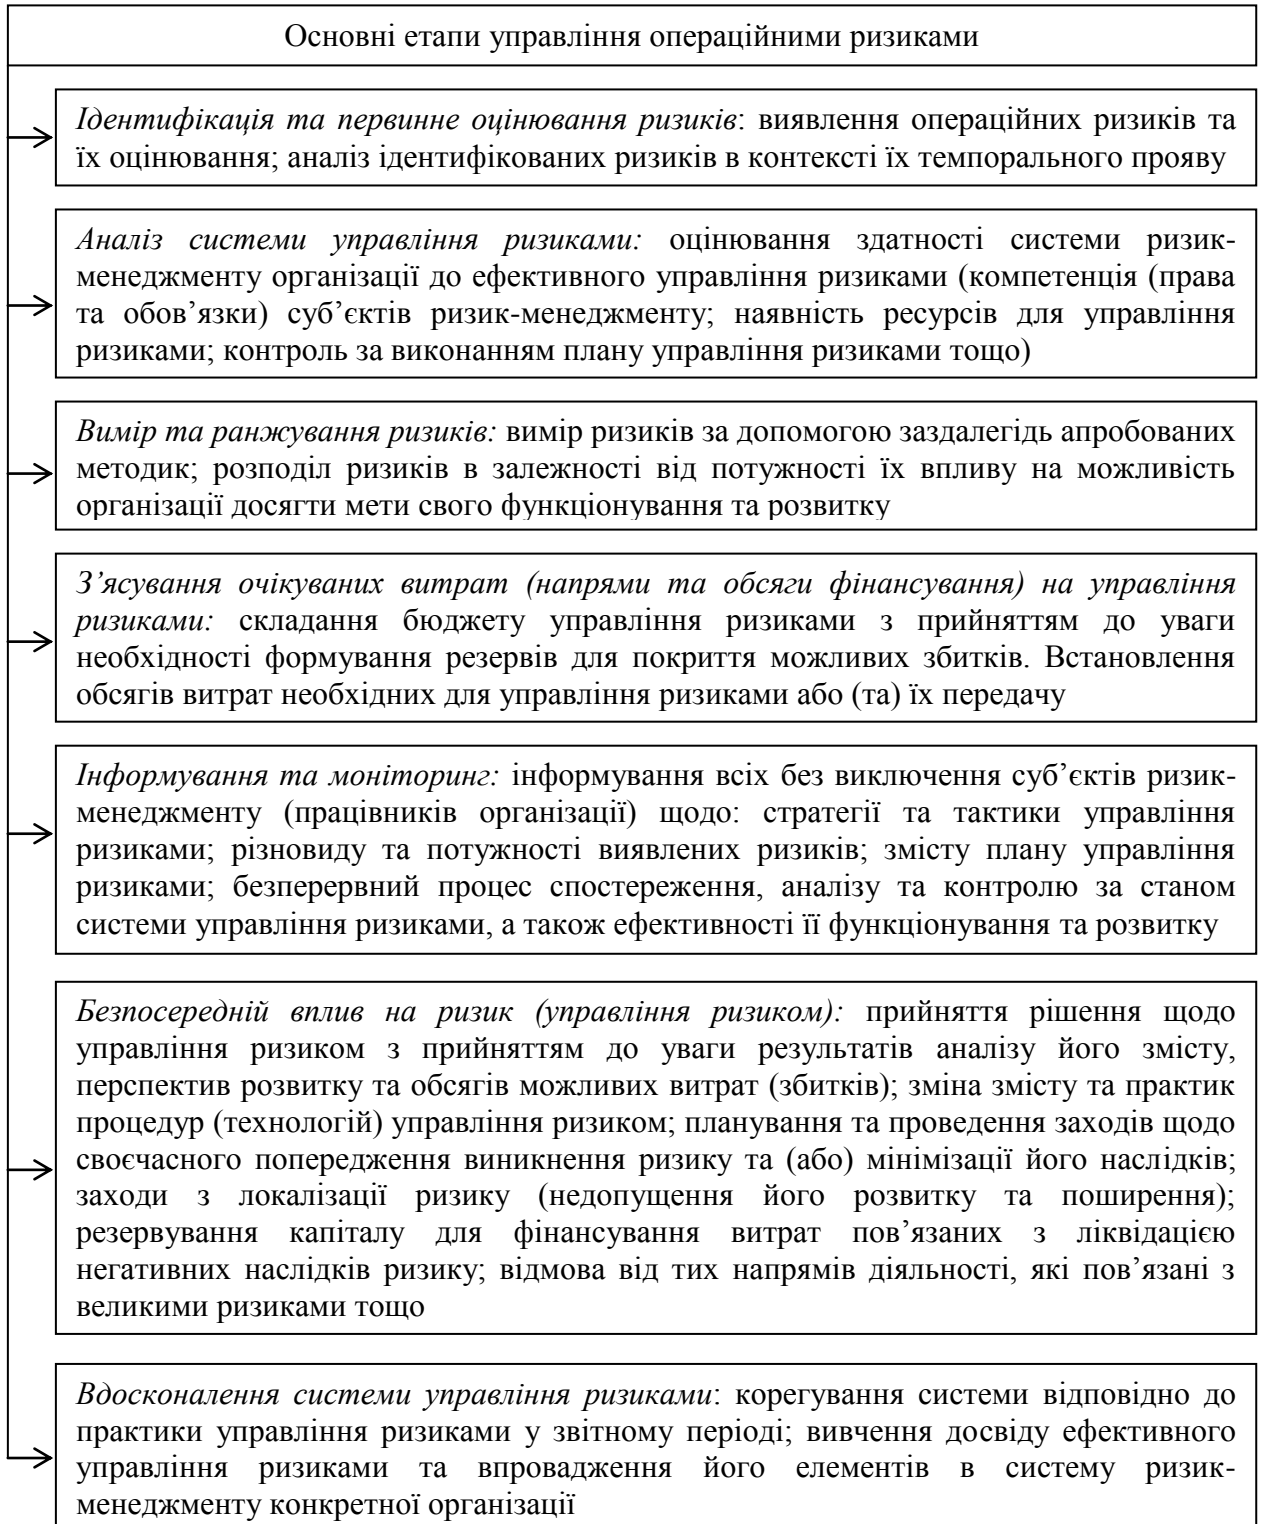 Основні етапи управління операційними ризиками
Ідентифікація та первинне оцінювання ризиків: виявлення операційних ризиків та
їх оцінювання; аналіз ідентифікованих ризиків в контексті їх темпорального прояву
Аналіз системи управління ризиками: оцінювання здатності системи ризик-
менеджменту організації до ефективного управління ризиками (компетенція (права
та обов’язки) суб’єктів ризик-менеджменту; наявність ресурсів для управління
ризиками; контроль за виконанням плану управління ризиками тощо)
Вимір та ранжування ризиків: вимір ризиків за допомогою заздалегідь апробованих
методик; розподіл ризиків в залежності від потужності їх впливу на можливість
організації досягти мети свого функціонування та розвитку
З’ясування очікуваних витрат (напрями та обсяги фінансування) на управління
ризиками: складання бюджету управління ризиками з прийняттям до уваги
необхідності формування резервів для покриття можливих збитків. Встановлення
обсягів витрат необхідних для управління ризиками або (та) їх передачу
Інформування та моніторинг: інформування всіх без виключення суб’єктів ризик-
менеджменту (працівників організації) щодо: стратегії та тактики управління
ризиками; різновиду та потужності виявлених ризиків; змісту плану управління
ризиками; безперервний процес спостереження, аналізу та контролю за станом
системи управління ризиками, а також ефективності її функціонування та розвитку
Безпосередній вплив на ризик (управління ризиком): прийняття рішення щодо
управління ризиком з прийняттям до уваги результатів аналізу його змісту,
перспектив розвитку та обсягів можливих витрат (збитків); зміна змісту та практик
процедур (технологій) управління ризиком; планування та проведення заходів щодо
своєчасного попередження виникнення ризику та (або) мінімізації його наслідків;
заходи з локалізації ризику (недопущення його розвитку та поширення);
резервування капіталу для фінансування витрат пов’язаних з ліквідацією
негативних наслідків ризику; відмова від тих напрямів діяльності, які пов’язані з
великими ризиками тощо
Вдосконалення системи управління ризиками: корегування системи відповідно до
практики управління ризиками у звітному періоді; вивчення досвіду ефективного
управління ризиками та впровадження його елементів в систему ризик-
менеджменту конкретної організації